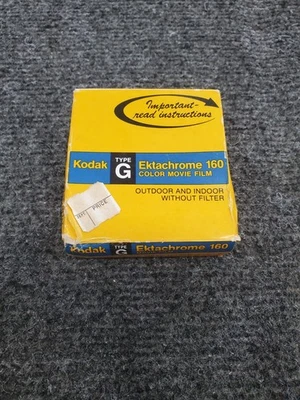 Important-
read instructions
Kodak TYPE G Ektachrome 160
COLOR MOVIE FILM
OUTDOOR AND INDOOR
WITHOUT FILTER
PRICE
Kodak TYPE G Ektachrome 160